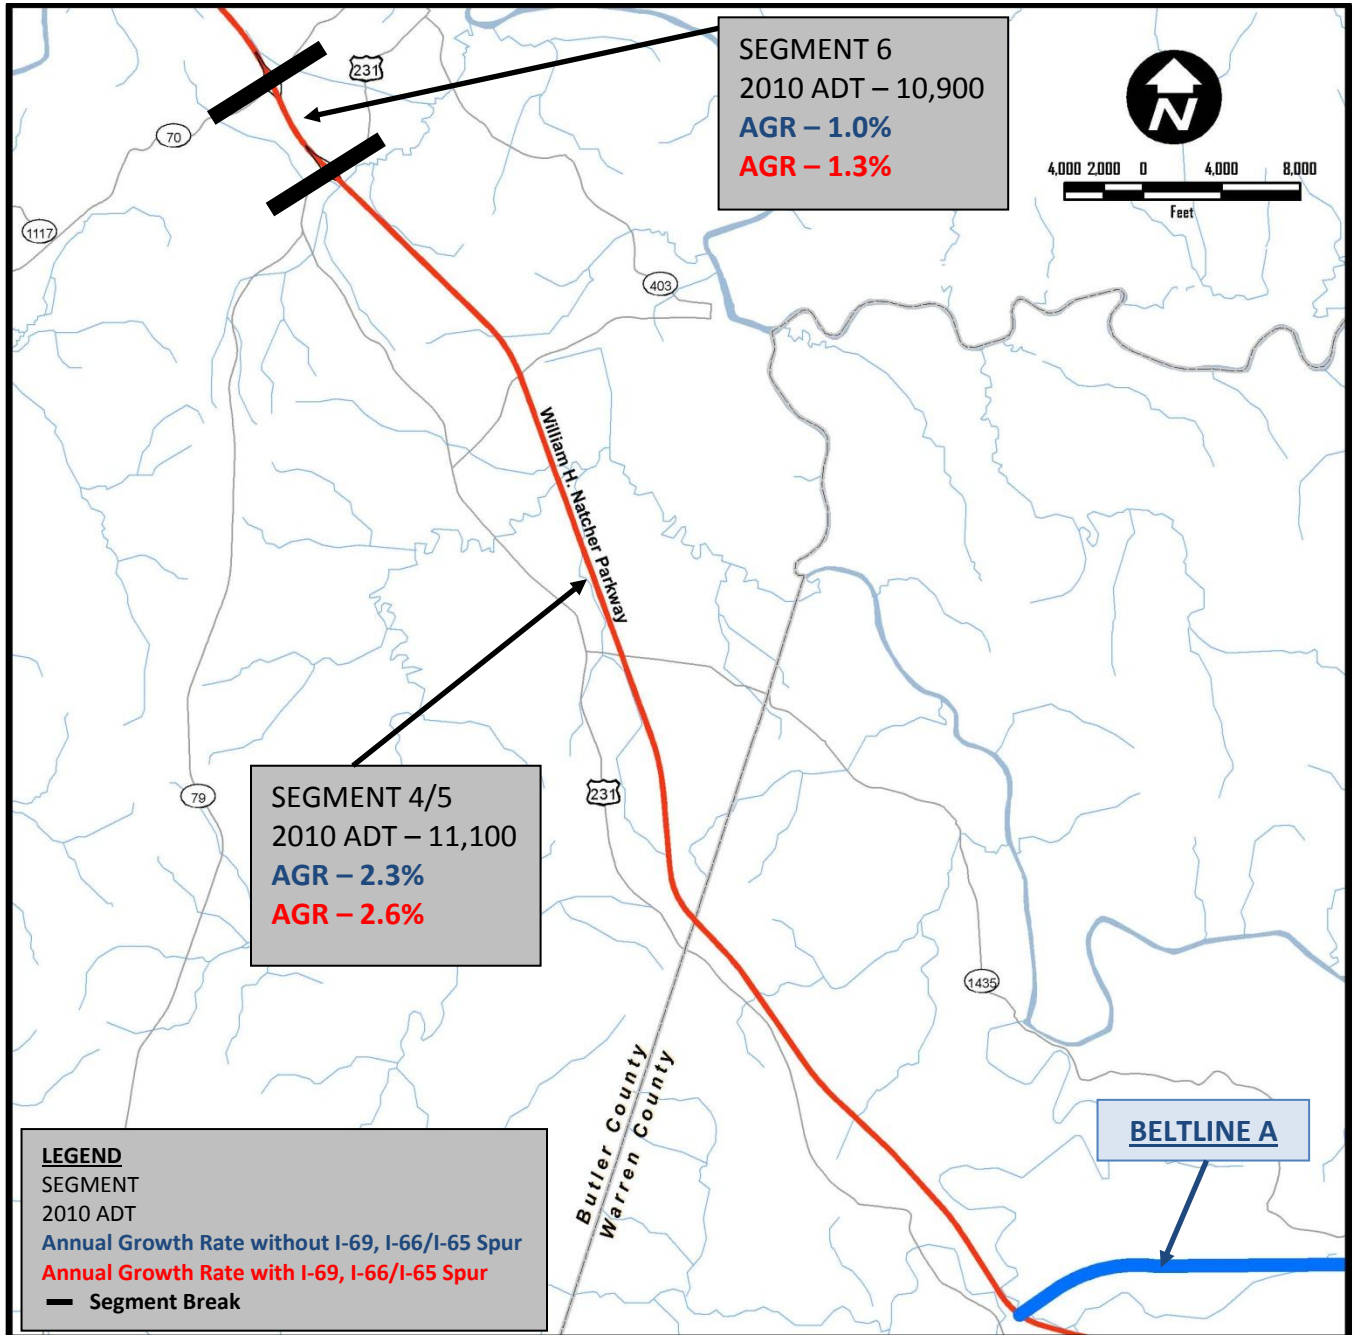 SEGMENT 6
2010 ADT – 10,900
AGR – 1.0%
AGR – 1.3%
N
4,000 2,000 0 4,000 8,000
Feet
231
70
1117
403
William H. Natcher Parkway
SEGMENT 4/5
2010 ADT – 11,100
AGR – 2.3%
AGR – 2.6%
79
231
1435
Butler County
Warren County
BELTLINE A
LEGEND
SEGMENT
2010 ADT
Annual Growth Rate without I-69, I-66/I-65 Spur
Annual Growth Rate with I-69, I-66/I-65 Spur
Segment Break